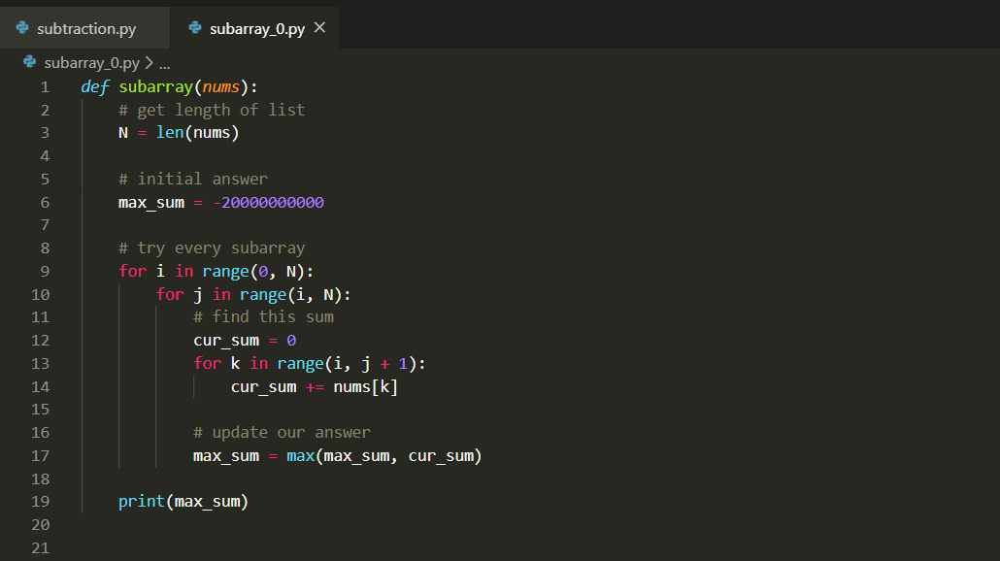 subtraction.py subarray_0.py ×
subarray_0.py > ...
1 def subarray(nums):
2     # get length of list
3     N = len(nums)
4
5     # initial answer
6     max_sum = -20000000000
7
8     # try every subarray
9     for i in range(0, N):
10         for j in range(i, N):
11             # find this sum
12             cur_sum = 0
13             for k in range(i, j + 1):
14                 cur_sum += nums[k]
15
16             # update our answer
17             max_sum = max(max_sum, cur_sum)
18
19     print(max_sum)
20
21